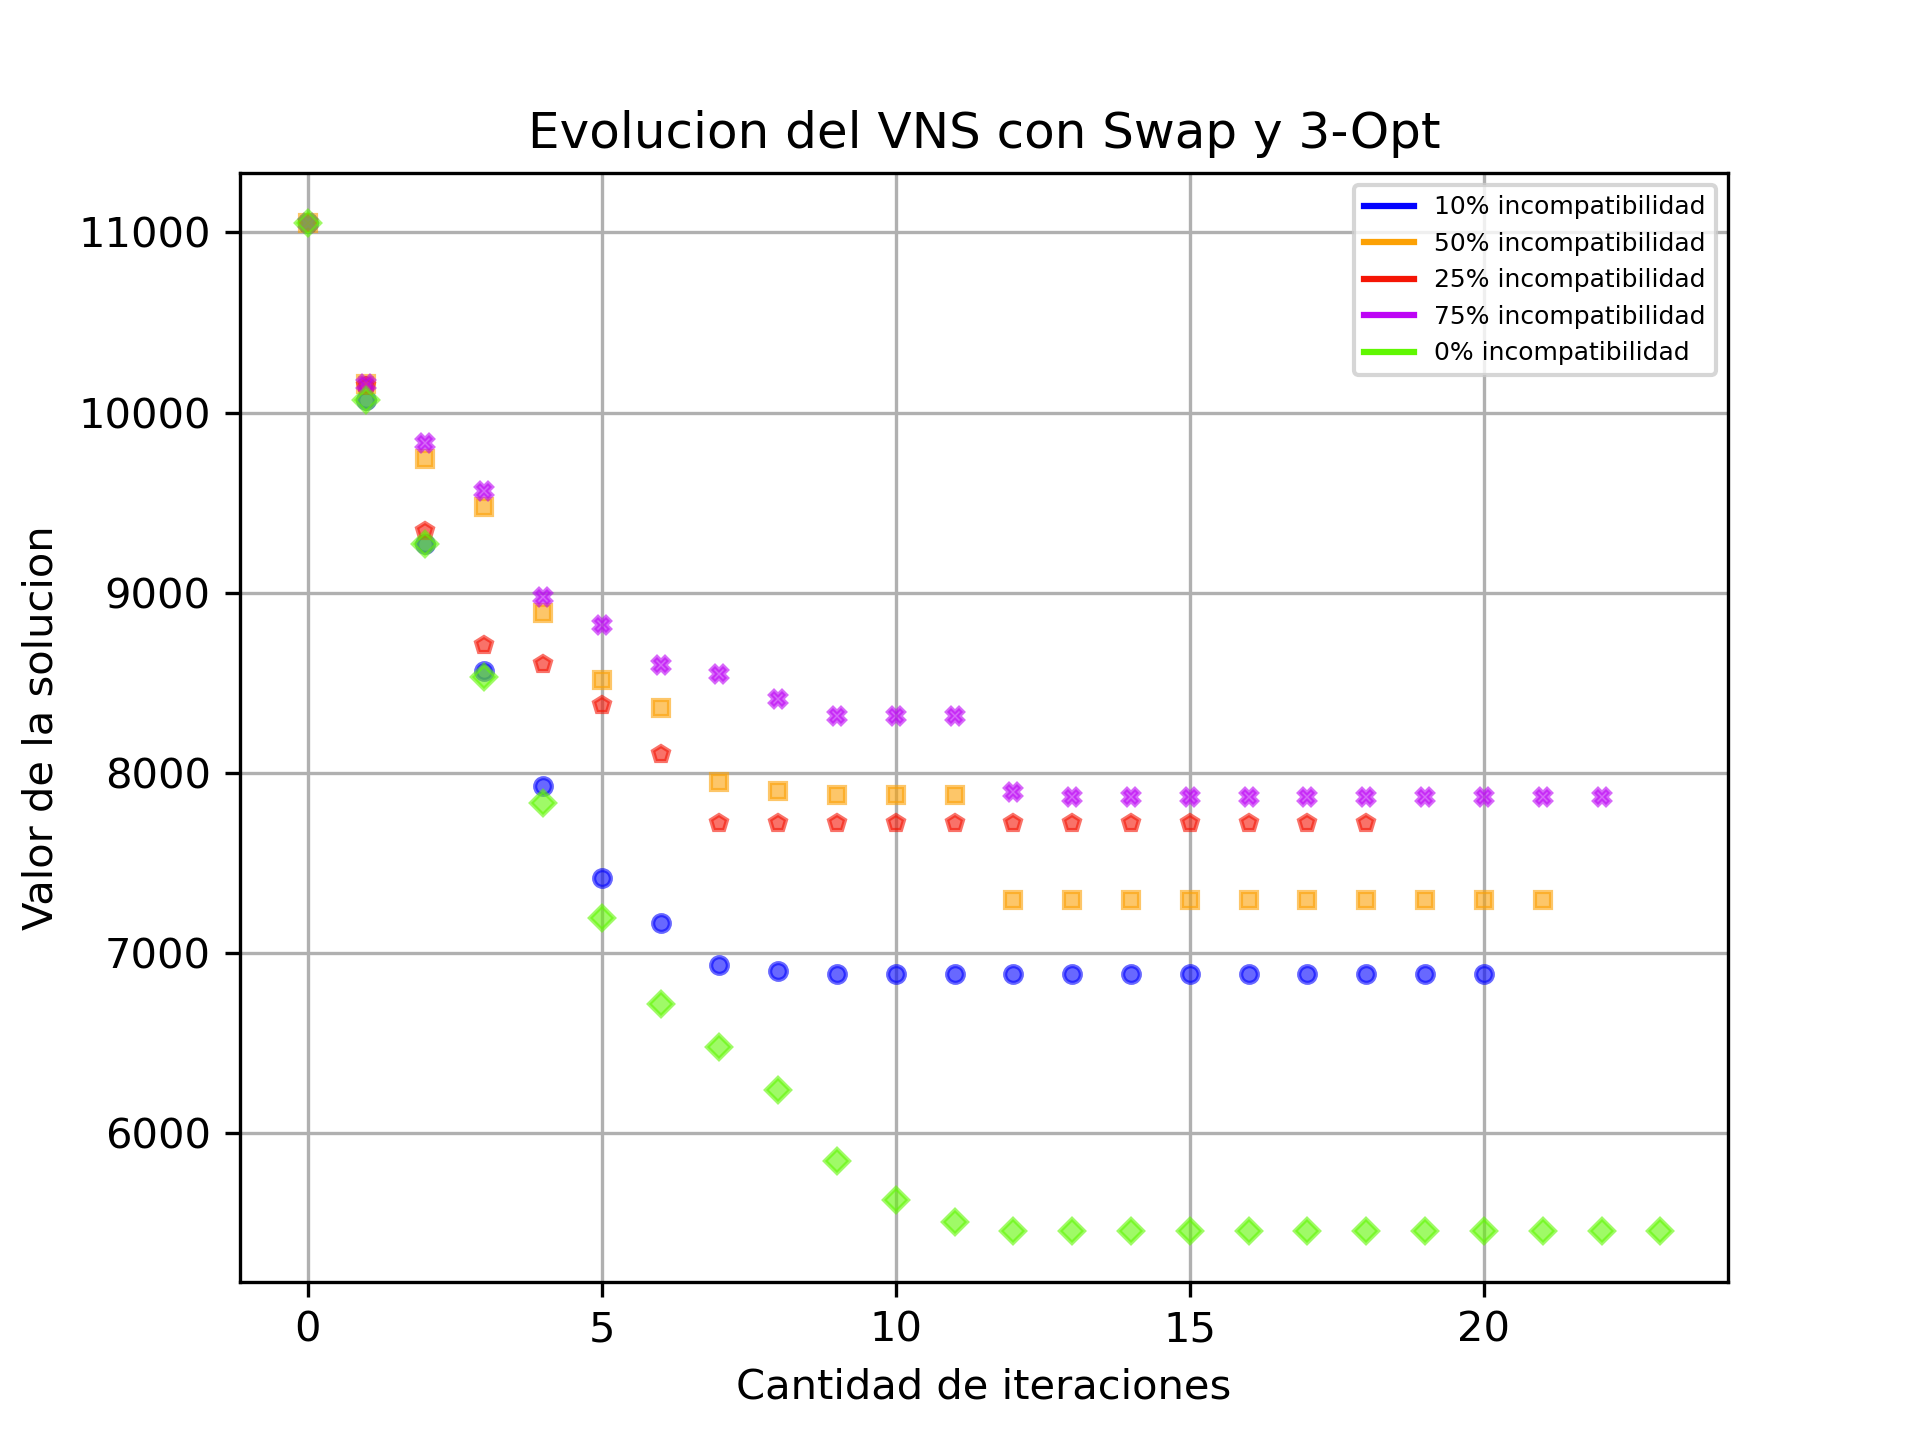 Evolucion del VNS con Swap y 3-Opt
11000
10000
9000
8000
7000
6000
Valor de la solucion
10% incompatibilidad
50% incompatibilidad
25% incompatibilidad
75% incompatibilidad
0% incompatibilidad
0 5 10 15 20
Cantidad de iteraciones